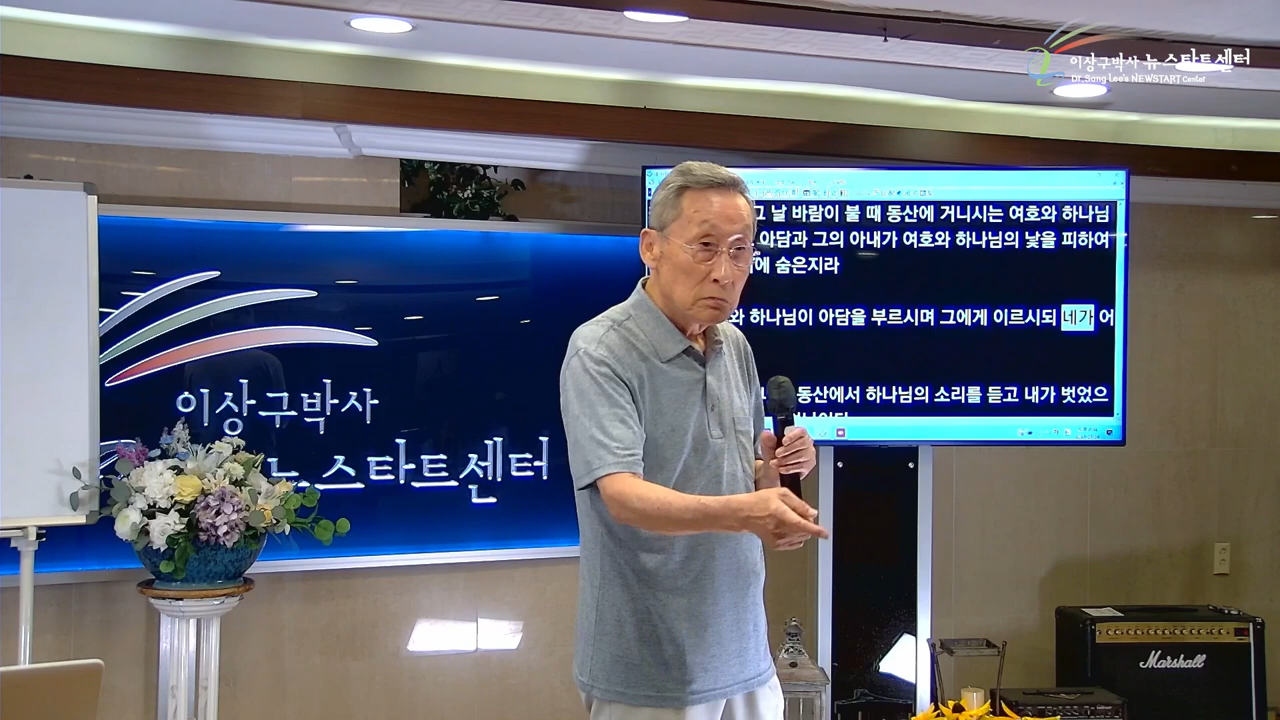 이상구박사 뉴스타트센터
Dr. Sang Lee's NEWSTART Center
그 날 바람이 불 때 동산에 거니시는 여호와 하나님
아담과 그의 아내가 여호와 하나님의 낯을 피하여
에 숨은지라
와 하나님이 아담을 부르시며 그에게 이르시되 네가 어
동산에서 하나님의 소리를 듣고 내가 벗었으
이상구박사
뉴스타트센터
Marshall